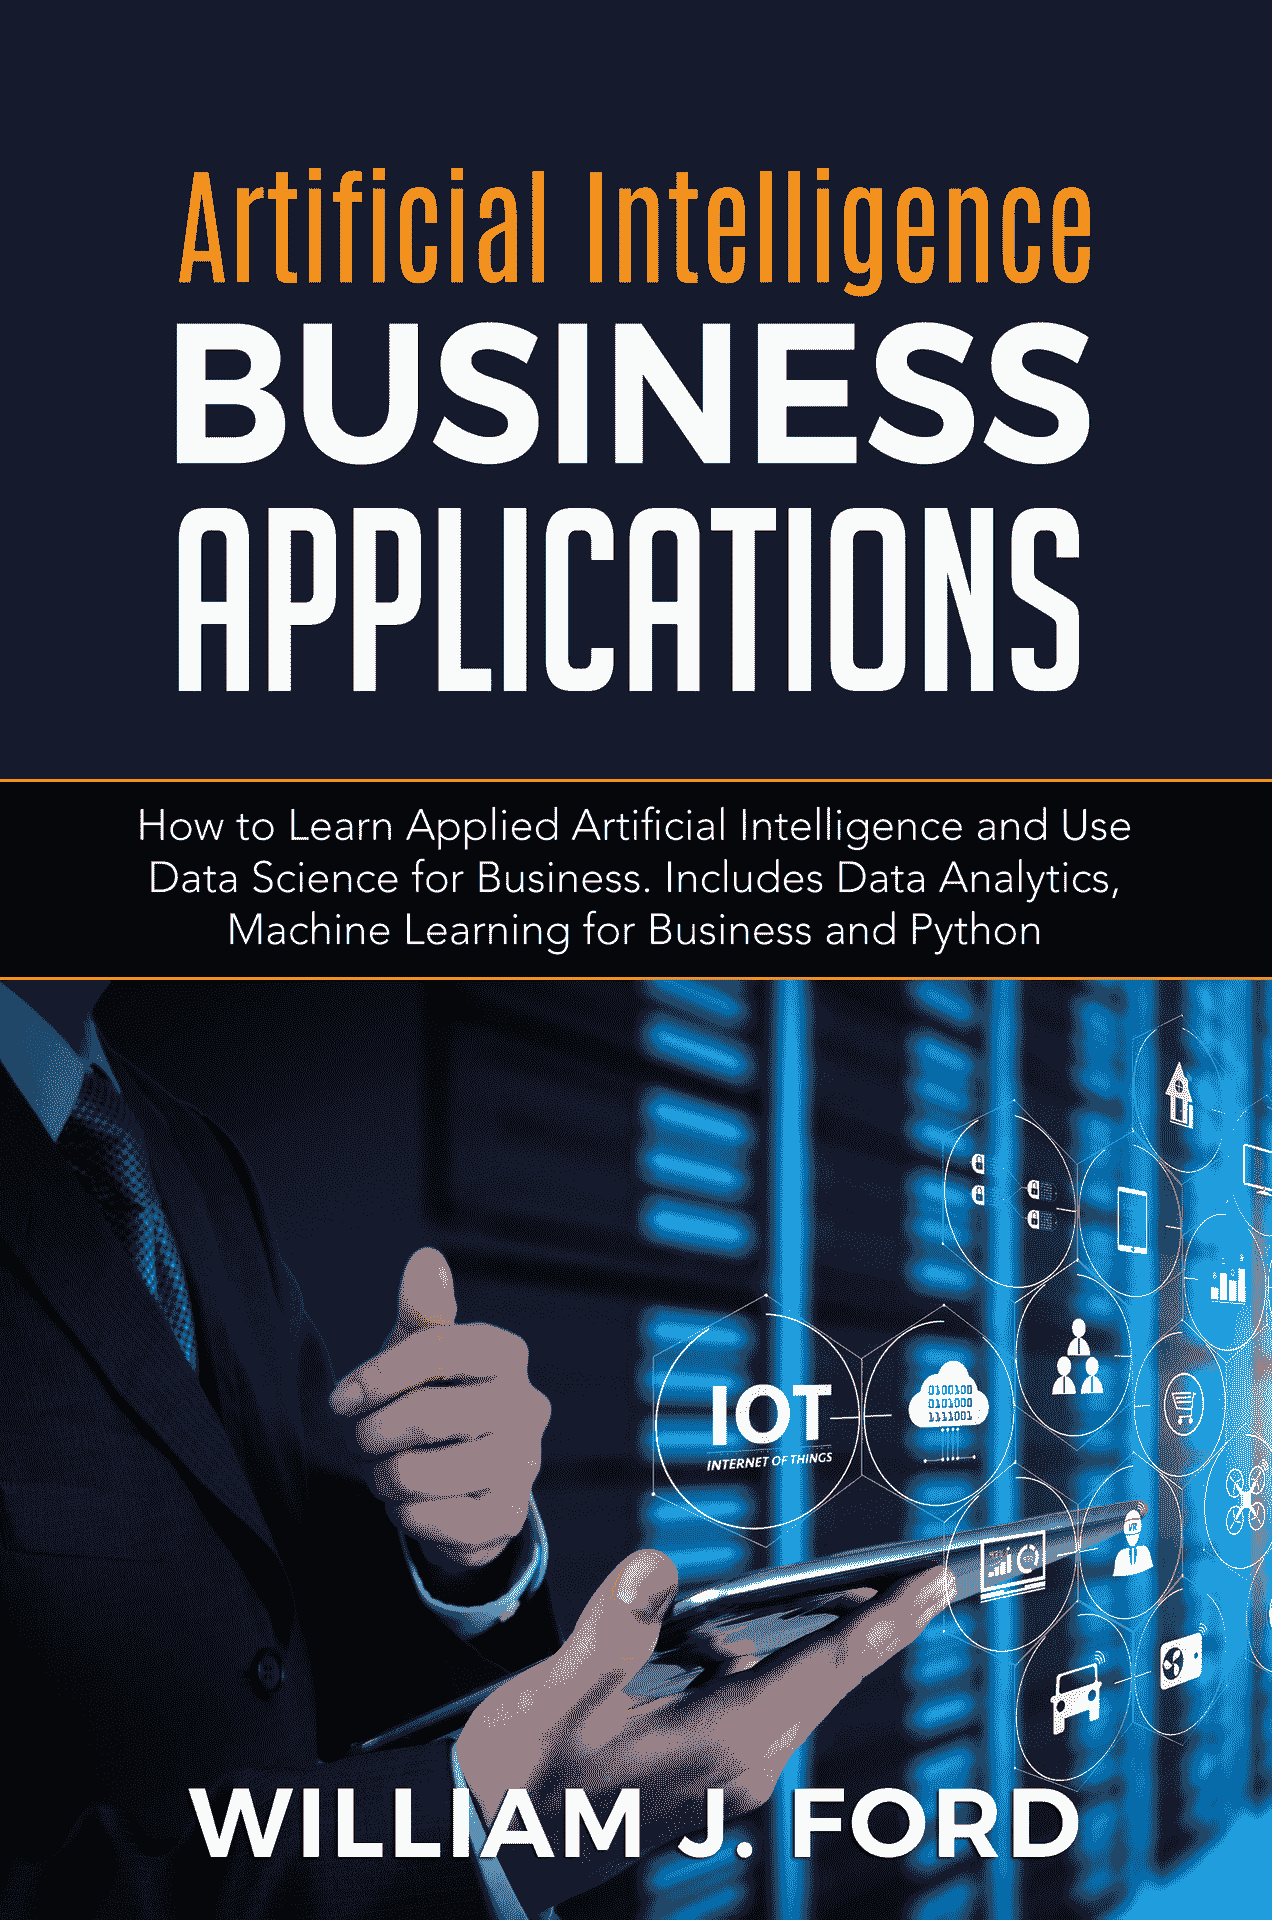 Artificial Intelligence
BUSINESS
APPLICATIONS
How to Learn Applied Artificial Intelligence and Use
Data Science for Business. Includes Data Analytics,
Machine Learning for Business and Python
IOT
INTERNET OF THINGS
0100100
0101000
1111001
VR
WILLIAM J. FORD